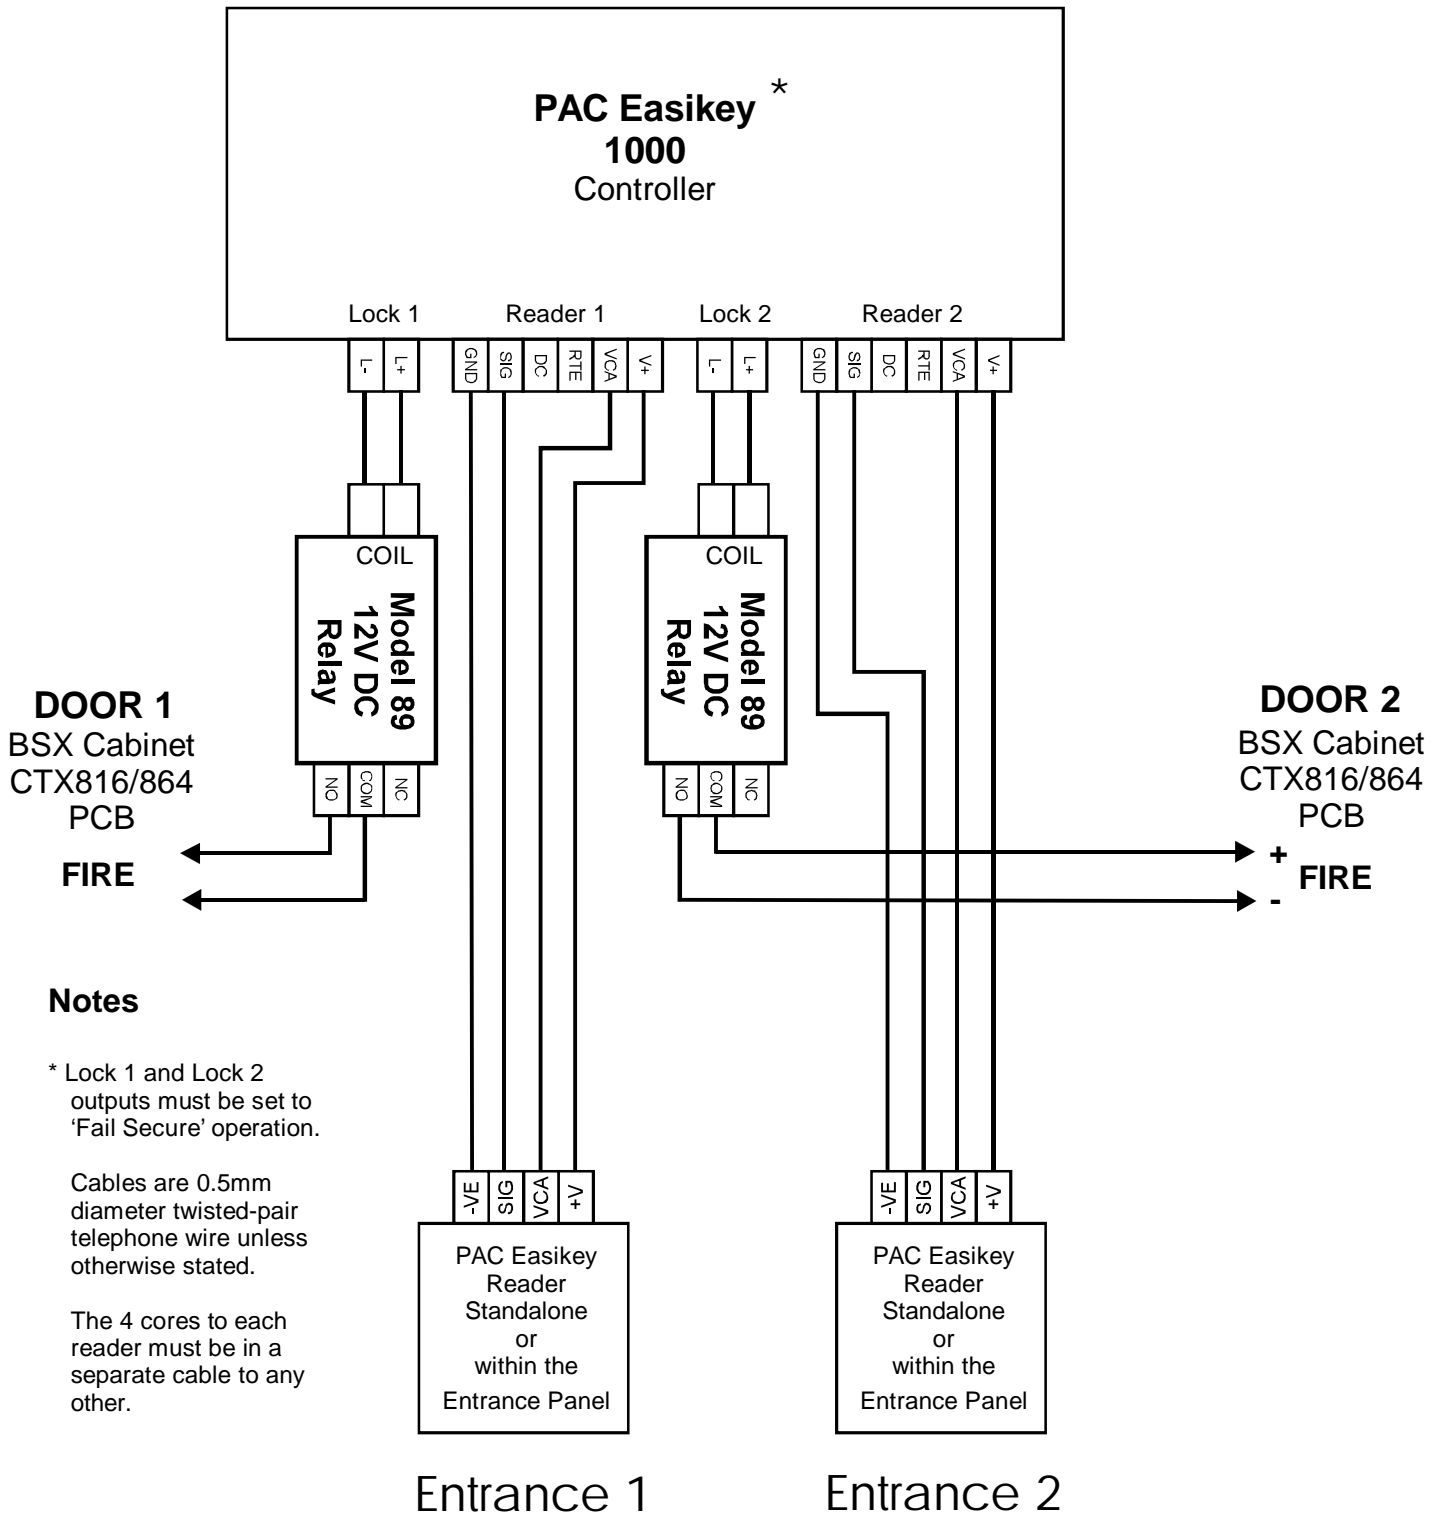 PAC Easikey *
1000
Controller
Lock 1 Reader 1 Lock 2 Reader 2
L- L+ GND SIG DC RTE VCA V+ L- L+ GND SIG DC RTE VCA V+
COIL
Model 89
12V DC
Relay
NO COM NC
COIL
Model 89
12V DC
Relay
NO COM NC
DOOR 1
BSX Cabinet
CTX816/864
PCB
FIRE
DOOR 2
BSX Cabinet
CTX816/864
PCB
+
FIRE
-
Notes
* Lock 1 and Lock 2
outputs must be set to
‘Fail Secure’ operation.
Cables are 0.5mm
diameter twisted-pair
telephone wire unless
otherwise stated.
The 4 cores to each
reader must be in a
separate cable to any
other.
-VE SIG VCA +V
PAC Easikey
Reader
Standalone
or
within the
Entrance Panel
Entrance 1
-VE SIG VCA +V
PAC Easikey
Reader
Standalone
or
within the
Entrance Panel
Entrance 2